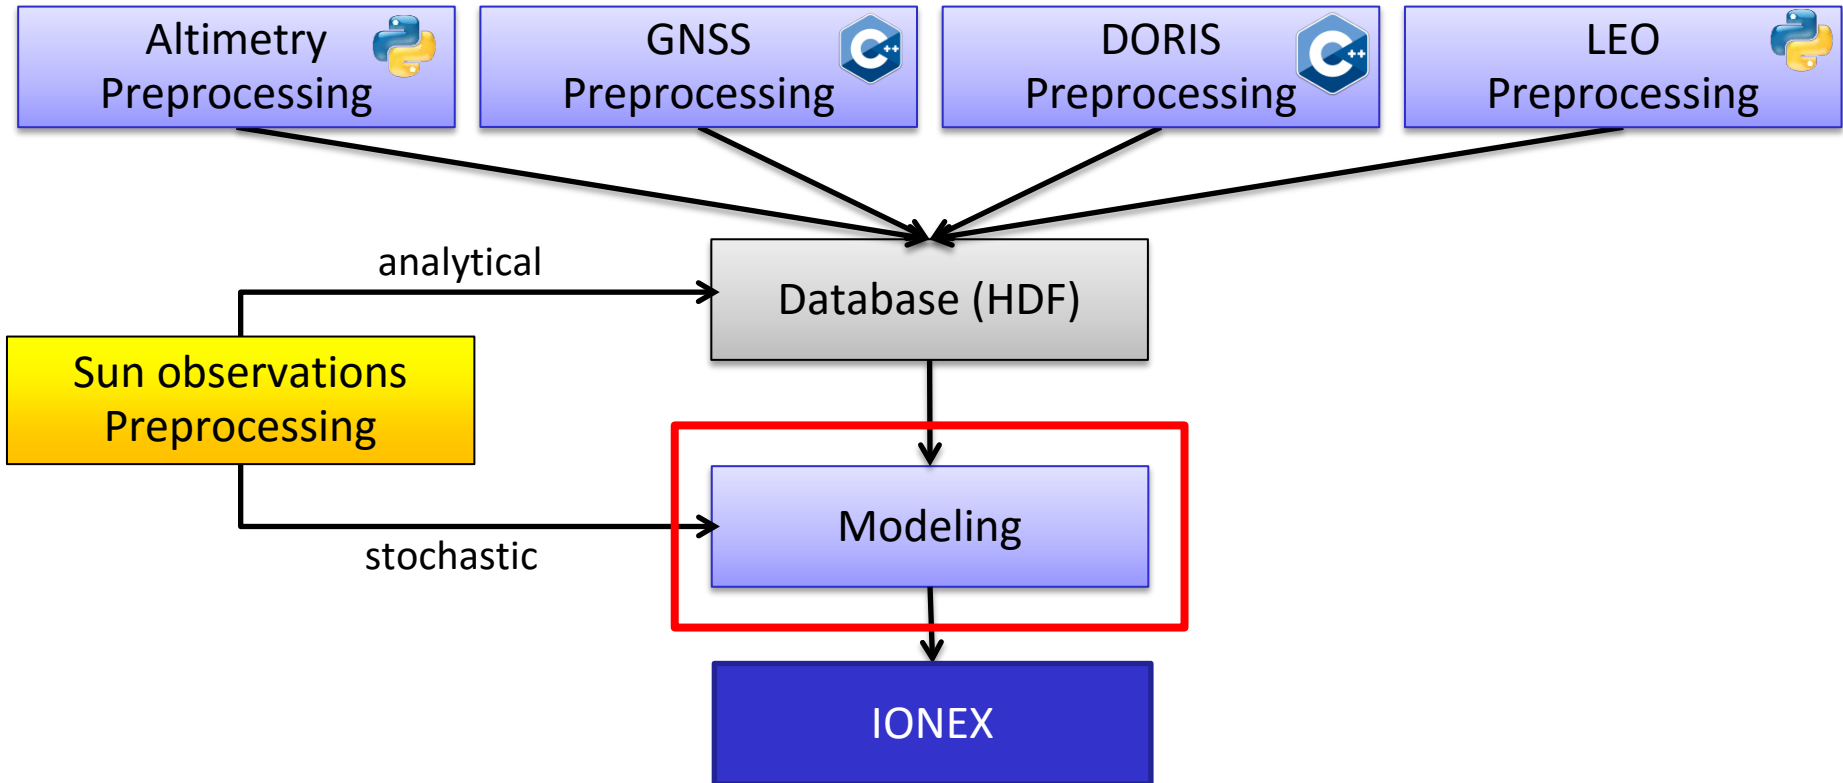 Altimetry
Preprocessing
C++
GNSS
Preprocessing
C++
DORIS
Preprocessing
LEO
Preprocessing
analytical
Database (HDF)
Sun observations
Preprocessing
stochastic
Modeling
IONEX